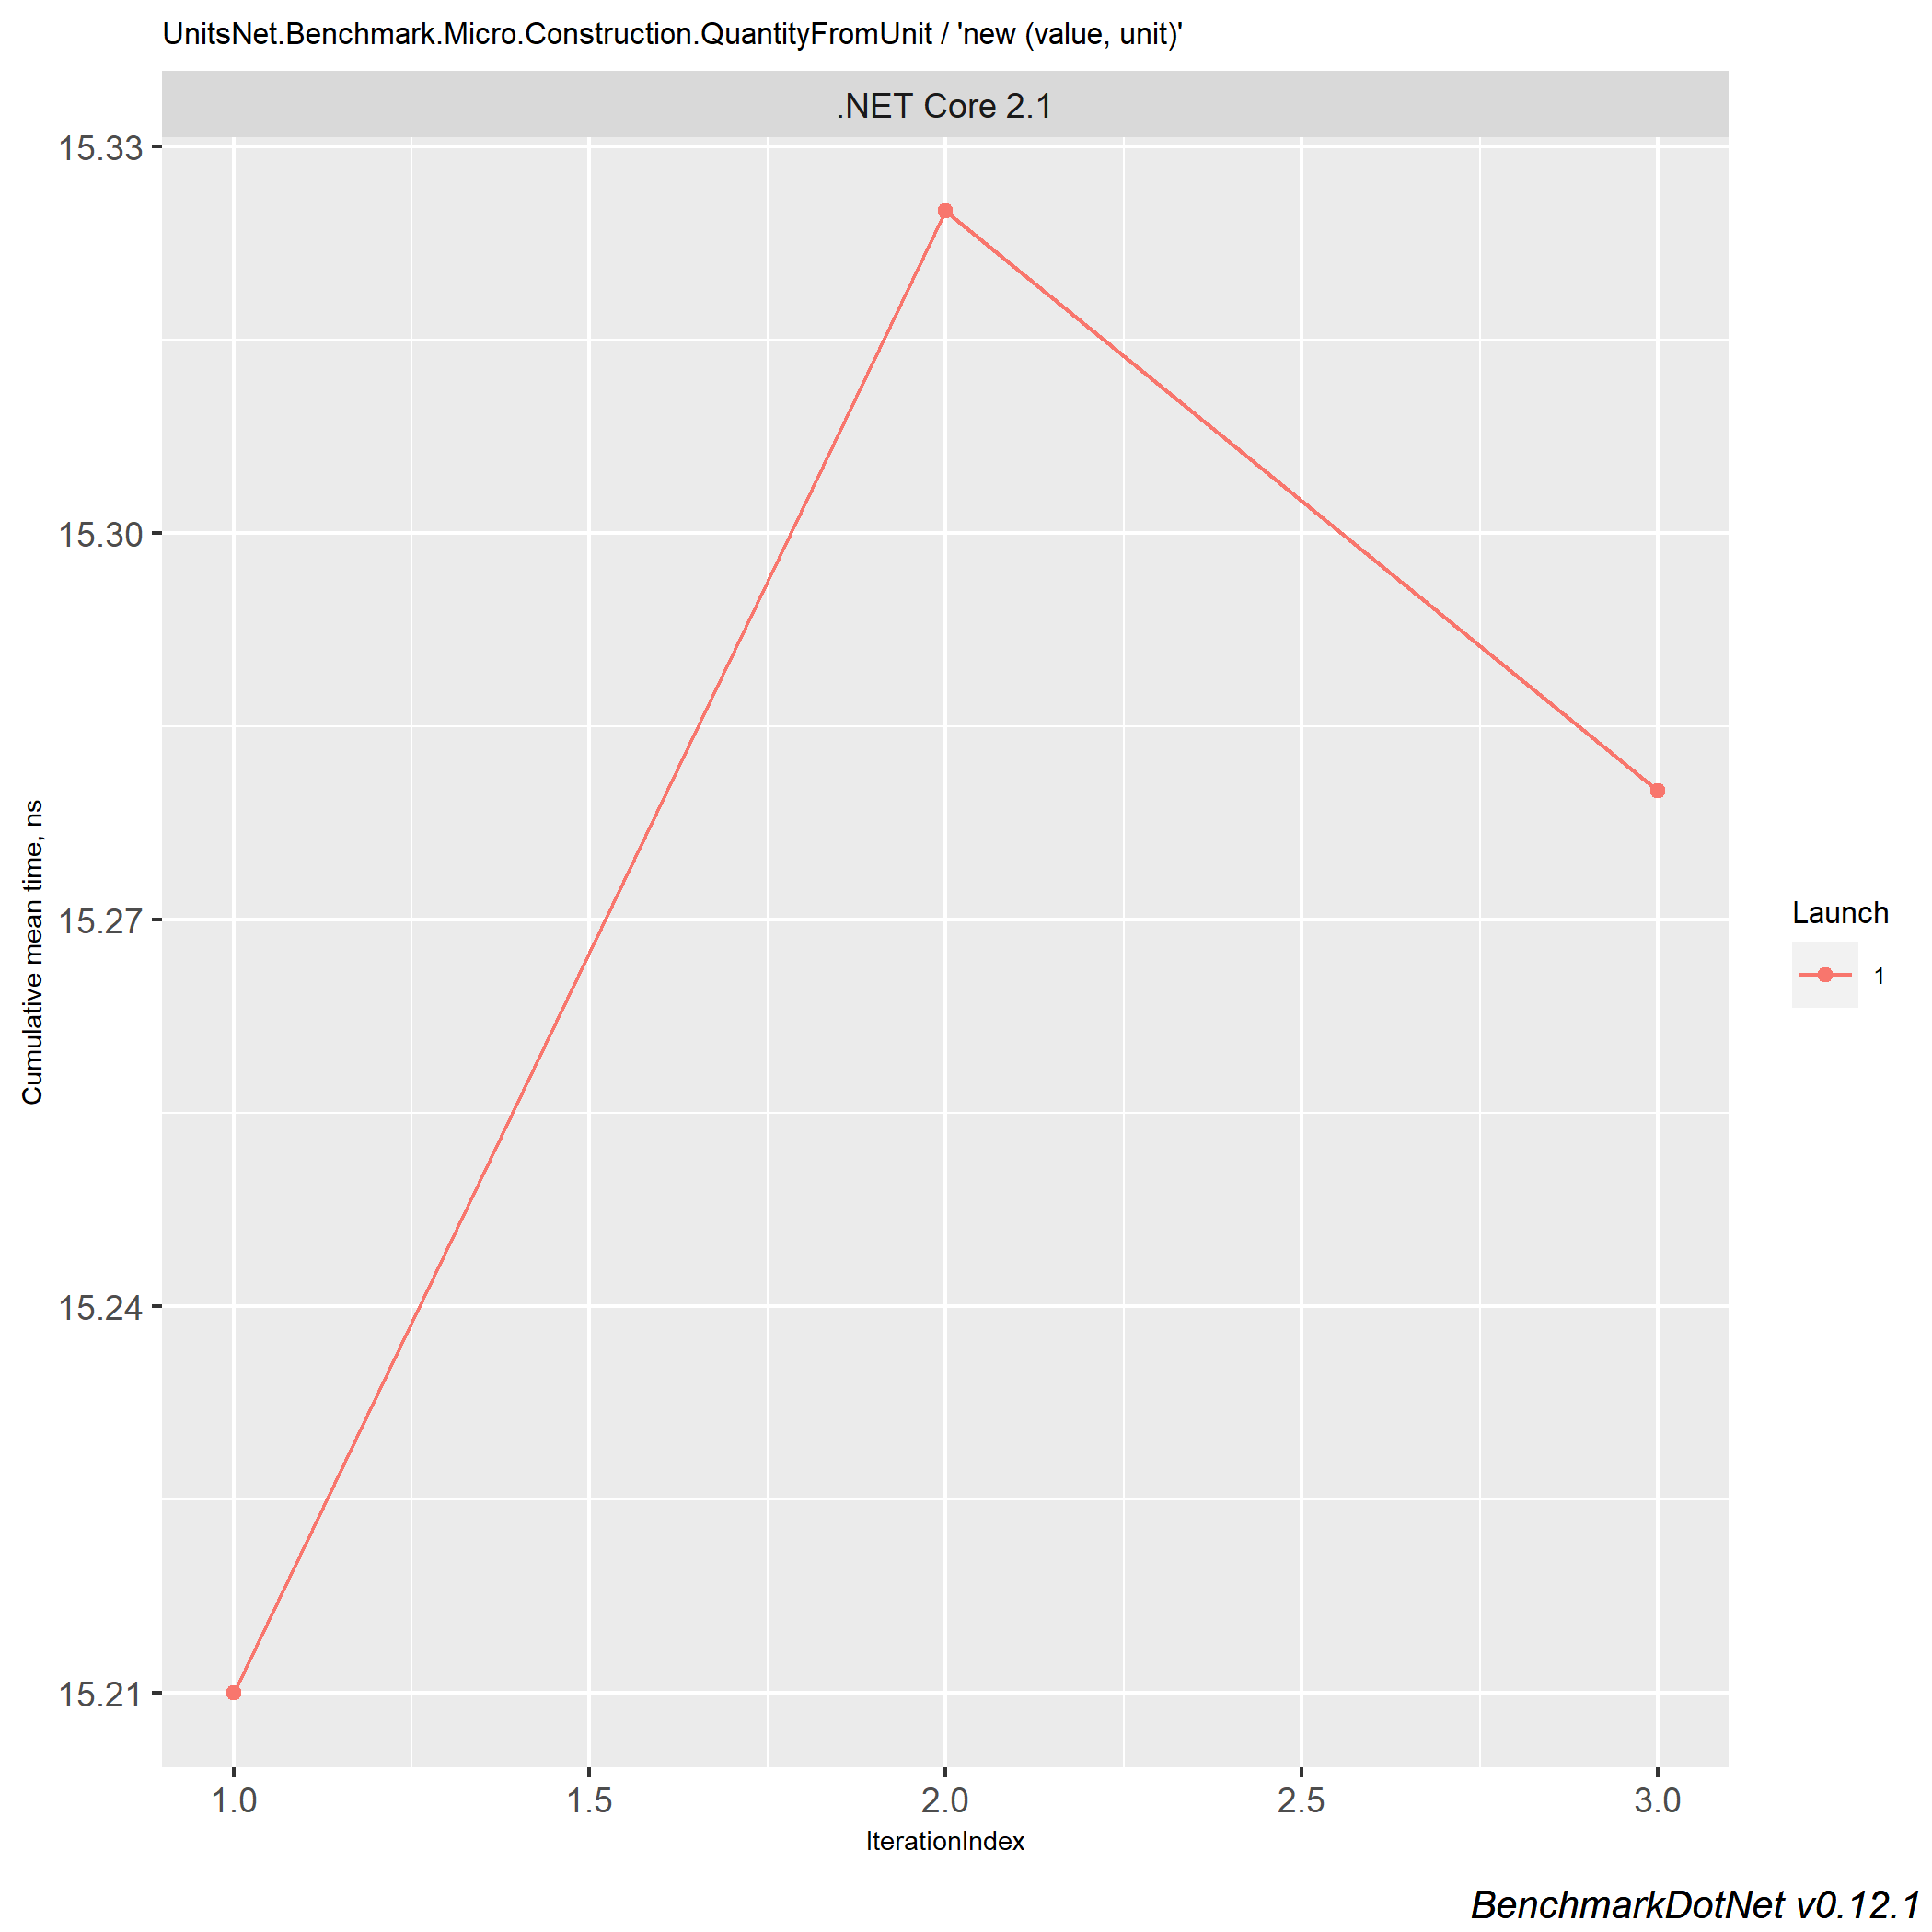 UnitsNet.Benchmark.Micro.Construction.QuantityFromUnit / 'new (value, unit)'
.NET Core 2.1
15.33
15.30
15.27
15.24
15.21
Cumulative mean time, ns
1.0 1.5 2.0 2.5 3.0
IterationIndex
Launch
1
BenchmarkDotNet v0.12.1